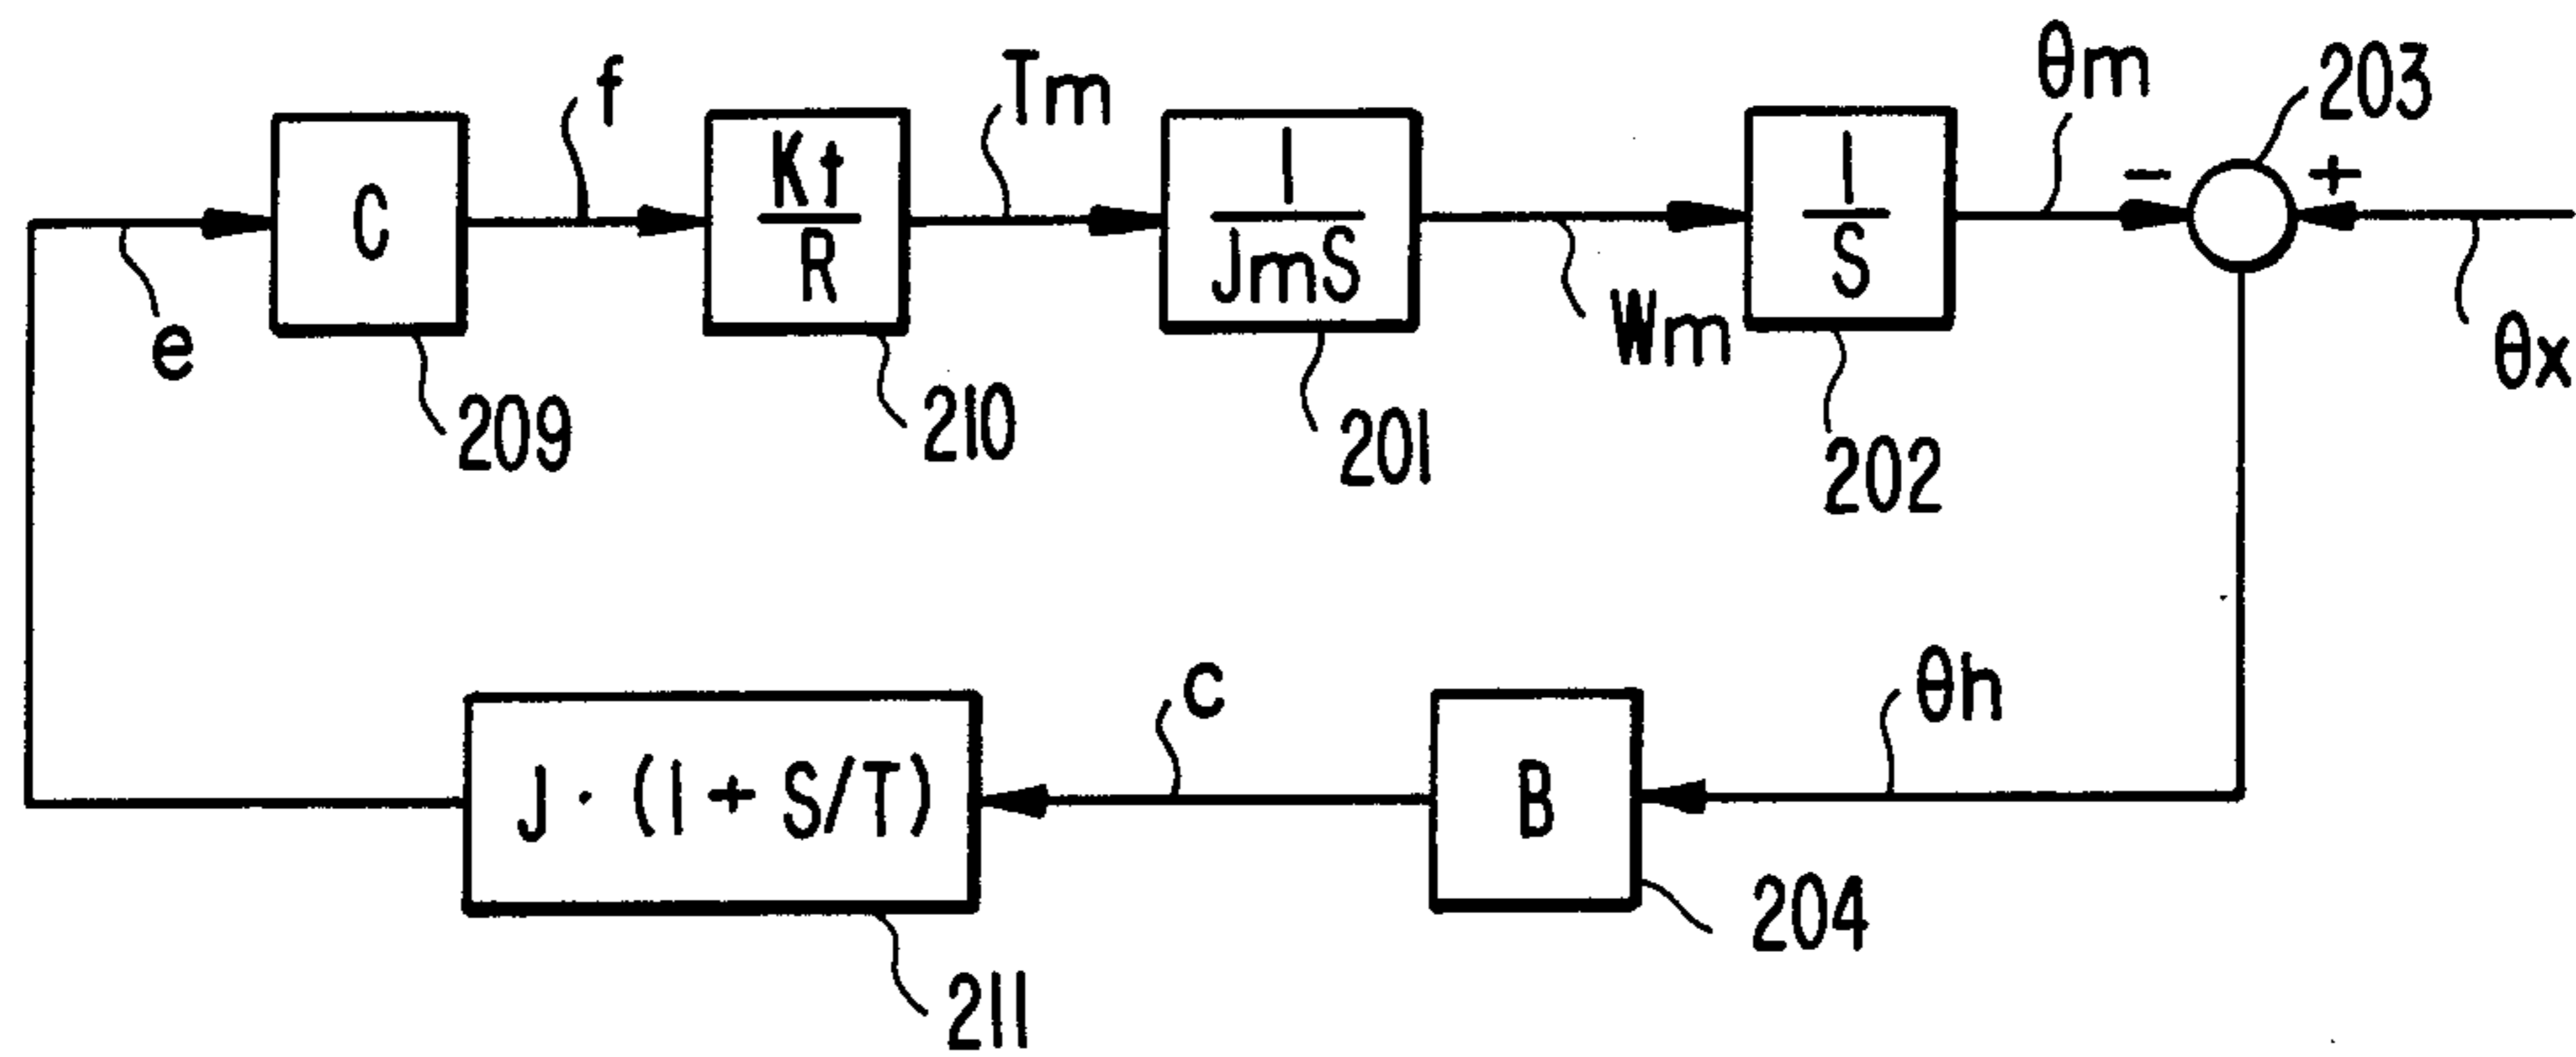 f
Tm
θm
203
C
Kt
R
1
JmS
1
S
-
+
e
209
210
201
Wm
202
θx
J · (1 + S/T)
c
B
θh
211
204